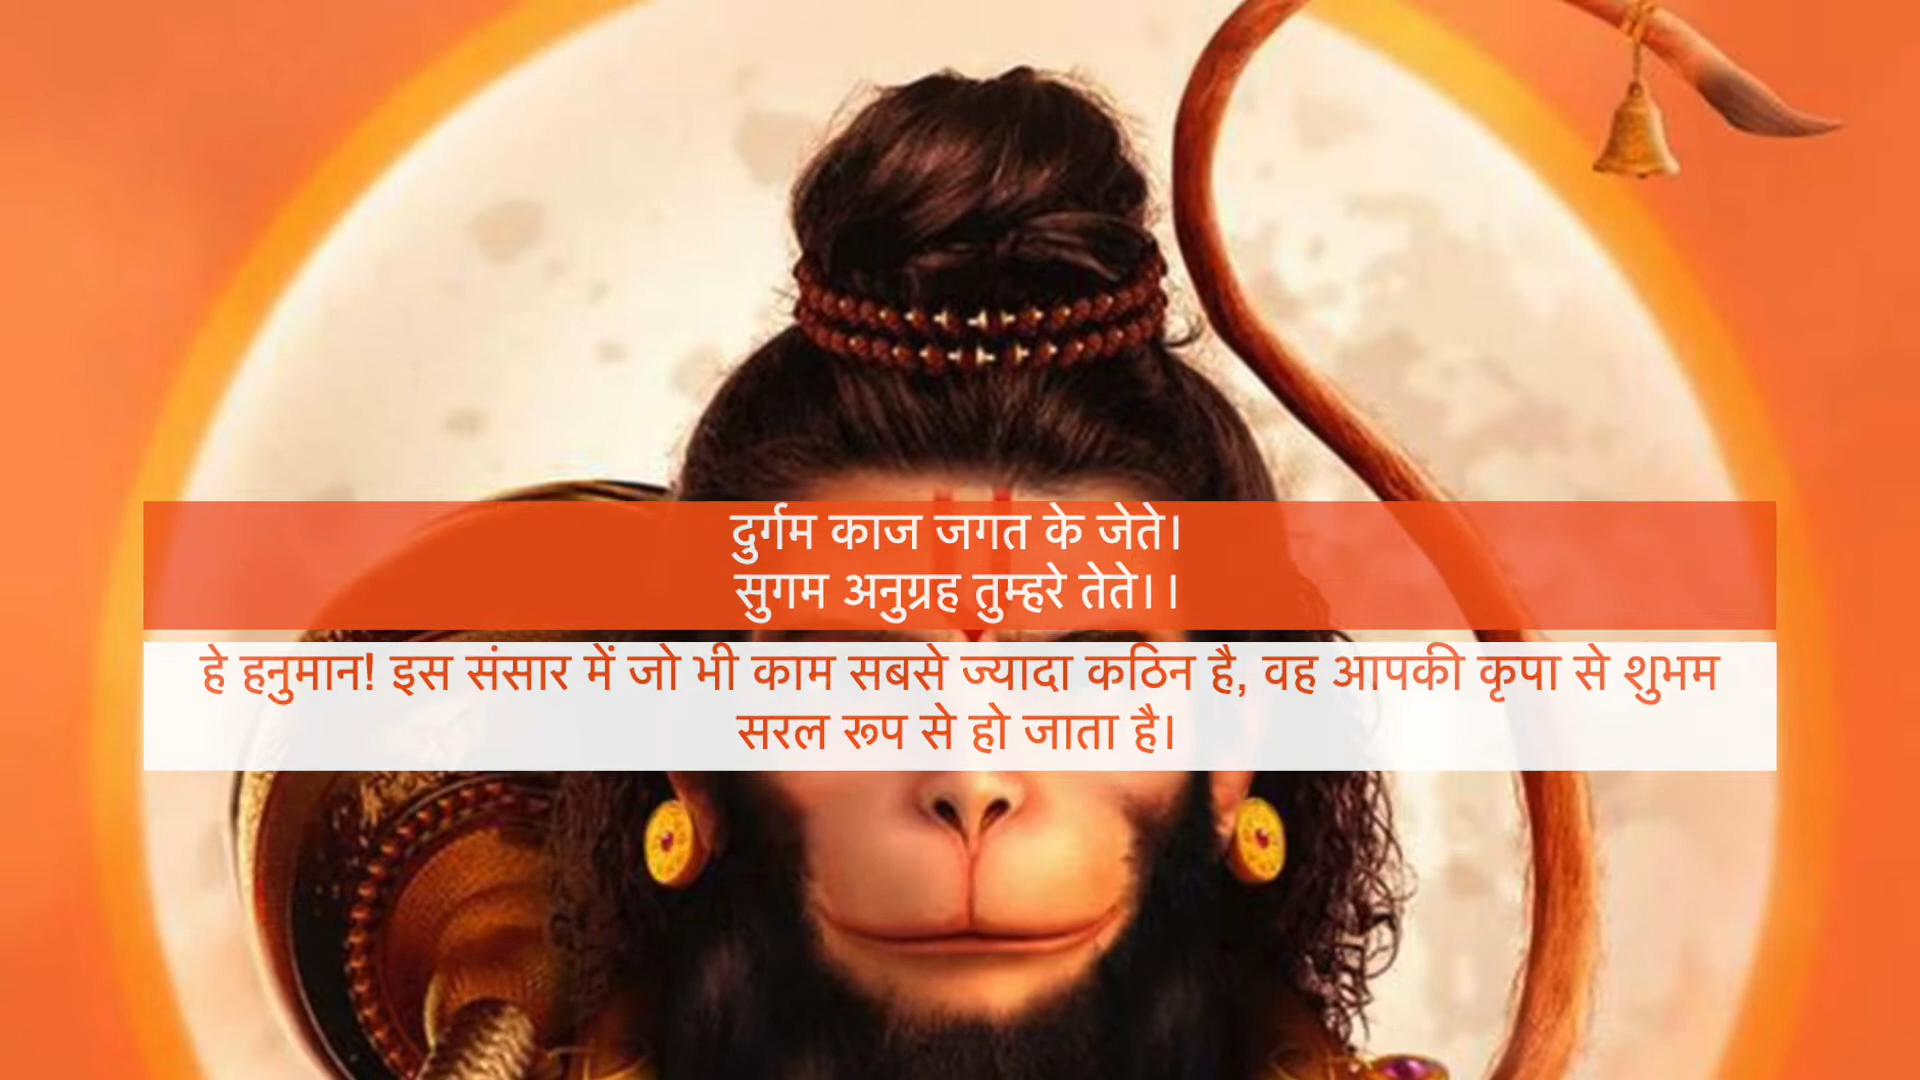 दुर्गम काज जगत के जेते।
सुगम अनुग्रह तुम्हरे तेते।।
हे हनुमान! इस संसार में जो भी काम सबसे ज्यादा कठिन है, वह आपकी कृपा से शुभम
सरल रूप से हो जाता है।